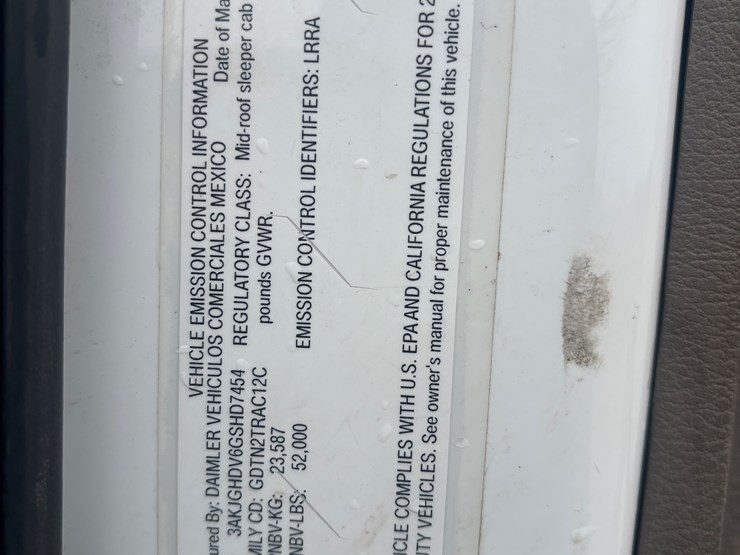 VEHICLE EMISSION CONTROL INFORMATION
ured By: DAIMLER VEHICULOS COMERCIALES MEXICO Date of Ma
3AKJGHDV6GSHD7454 REGULATORY CLASS: Mid-roof sleeper cab
MILY CD: GDTN2TRAC12C pounds GVWR.
VNBV-KG: 23,587
NBV-LBS: 52,000 EMISSION CONTROL IDENTIFIERS: LRRA
ICLE COMPLIES WITH U.S. EPA AND CALIFORNIA REGULATIONS FOR 2
TY VEHICLES. See owner's manual for proper maintenance of this vehicle.